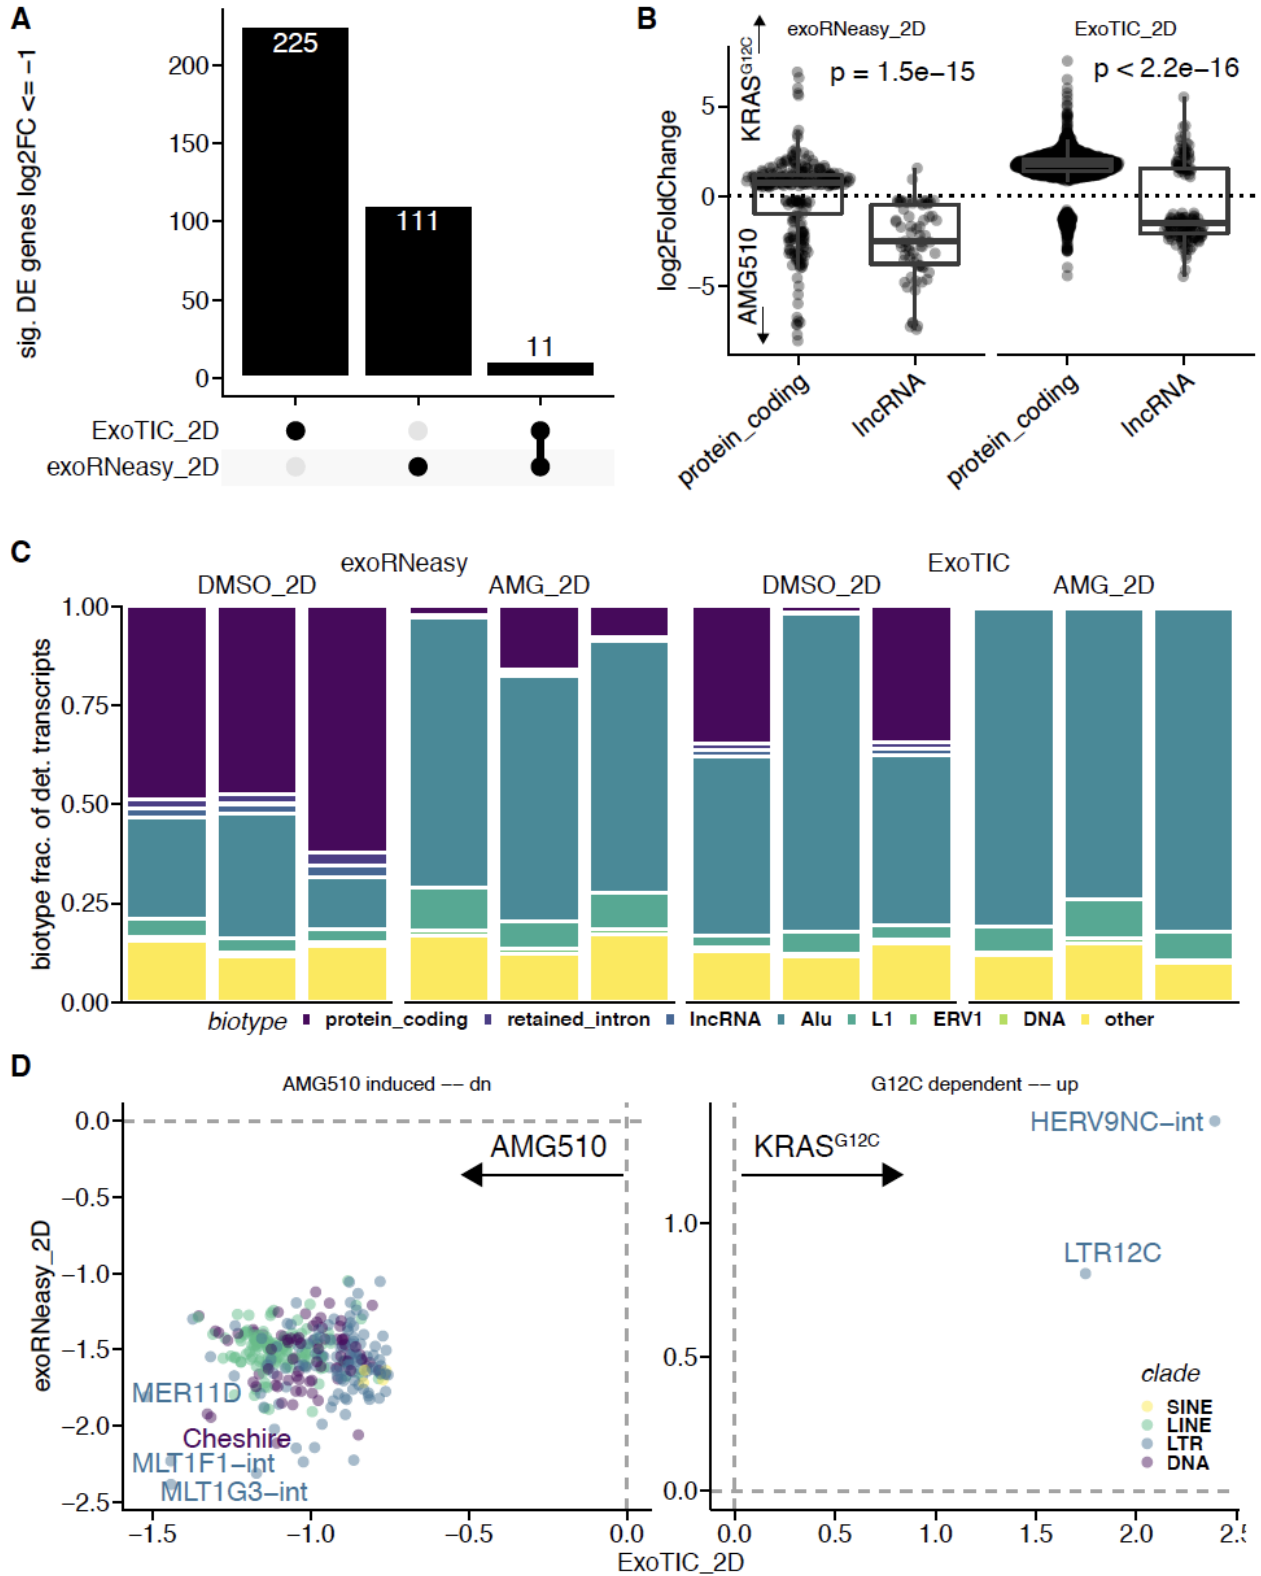 A
sig. DE genes log2FC <= −1
200
150
100
50
0
225
111
11
ExoTIC_2D
exoRNeasy_2D
B
exoRNeasy_2D
ExoTIC_2D
p = 1.5e−15
p < 2.2e−16
log2FoldChange
KRASG12C
AMG510
5
0
−5
protein_coding
lncRNA
protein_coding
lncRNA
C
exoRNeasy
ExoTIC
DMSO_2D
AMG_2D
DMSO_2D
AMG_2D
biotype frac. of det. transcripts
1.00
0.75
0.50
0.25
0.00
biotype protein_coding retained_intron lncRNA Alu L1 ERV1 DNA other
D
AMG510 induced −− dn
G12C dependent −− up
exoRNeasy_2D
0.0
−0.5
−1.0
−1.5
−2.0
−2.5
AMG510
MER11D
Cheshire
MLT1F1−int
MLT1G3−int
−1.5 −1.0 −0.5 0.0
KRASG12C
HERV9NC−int
LTR12C
1.0
0.5
0.0
clade
SINE
LINE
LTR
DNA
0.0 0.5 1.0 1.5 2.0
ExoTIC_2D